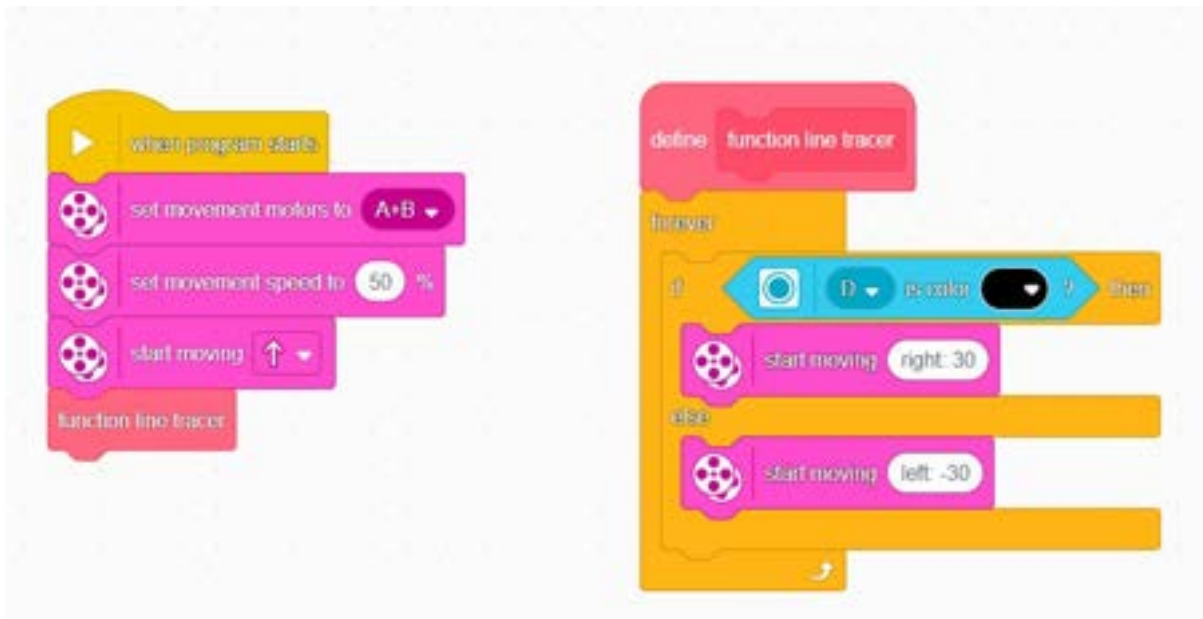 when program starts
set movement motors to A+B
set movement speed to 50 %
start moving
function line tracer
define function line tracer
forever
if D is color ? then
start moving right: 30
else
start moving left: -30